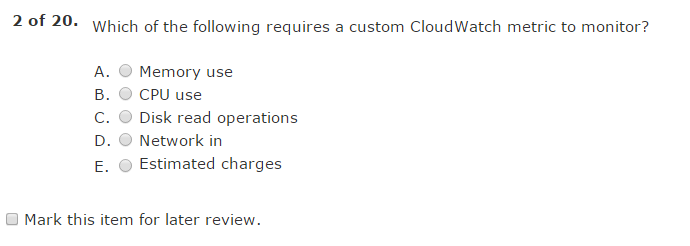 2 of 20. Which of the following requires a custom CloudWatch metric to monitor?
A. Memory use
B. CPU use
C. Disk read operations
D. Network in
E. Estimated charges
Mark this item for later review.